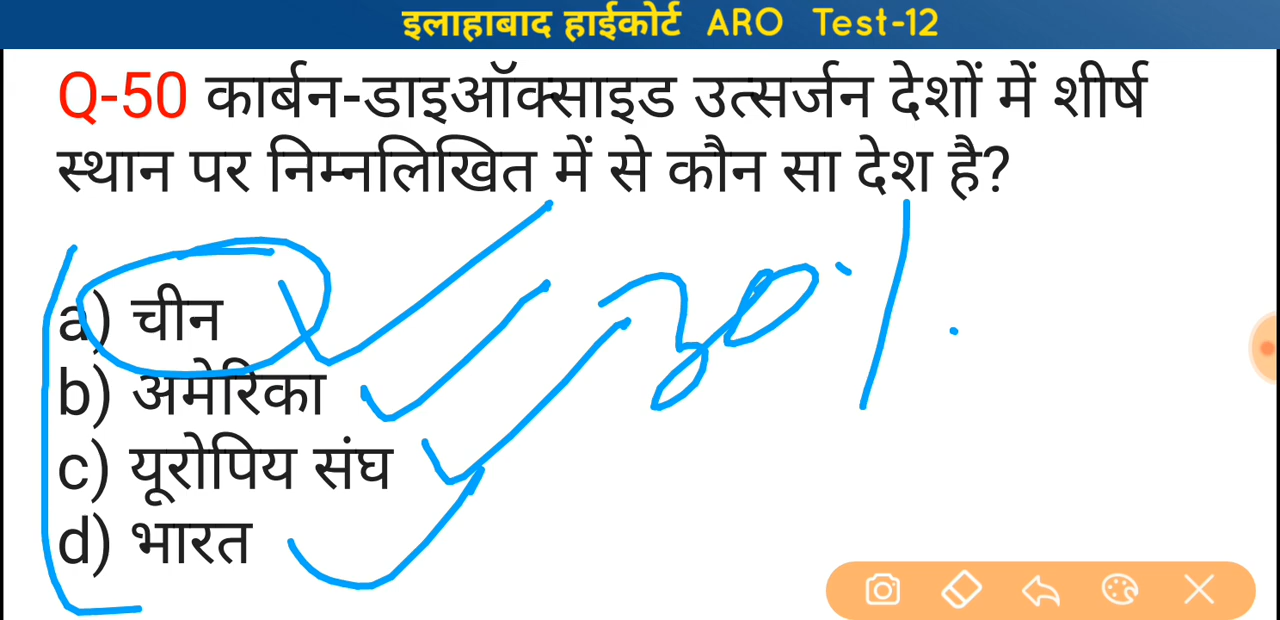 इलाहाबाद हाईकोर्ट ARO Test-12
Q-50 कार्बन-डाइऑक्साइड उत्सर्जन देशों में शीर्ष
स्थान पर निम्नलिखित में से कौन सा देश है?
a) चीन
b) अमेरिका
c) यूरोपिय संघ
d) भारत
30%